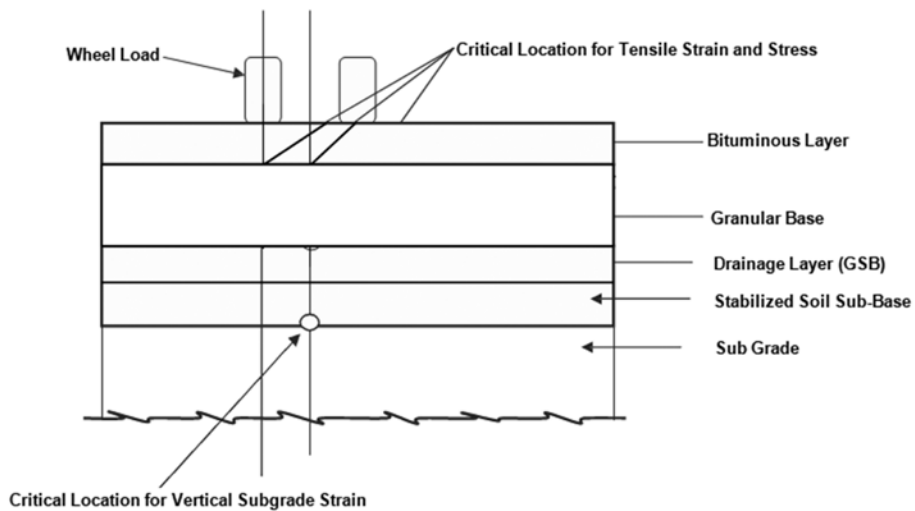 Wheel Load
Critical Location for Tensile Strain and Stress
Bituminous Layer
Granular Base
Drainage Layer (GSB)
Stabilized Soil Sub-Base
Sub Grade
Critical Location for Vertical Subgrade Strain